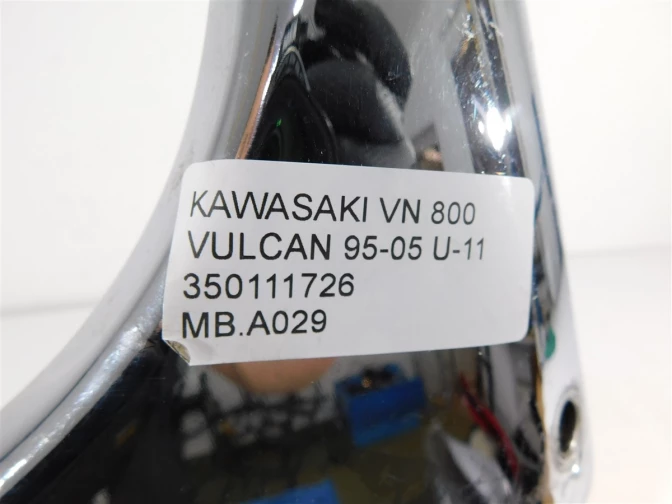 KAWASAKI VN 800
VULCAN 95-05 U-11
350111726
MB.A029